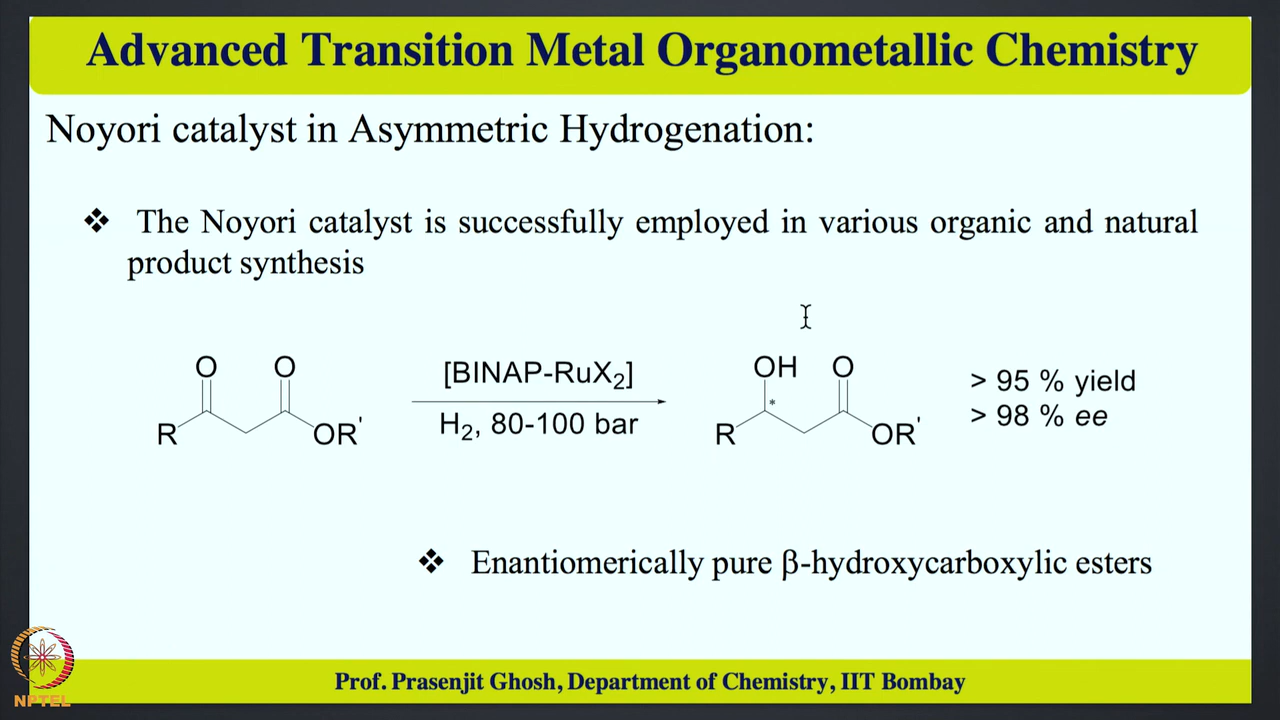 Advanced Transition Metal Organometallic Chemistry
Noyori catalyst in Asymmetric Hydrogenation:
❖ The Noyori catalyst is successfully employed in various organic and natural
product synthesis
O O
R OR'
[BINAP-RuX₂]
H₂, 80-100 bar
OH O
*
R OR'
> 95 % yield
> 98 % ee
❖ Enantiomerically pure β-hydroxycarboxylic esters
NPTEL
Prof. Prasenjit Ghosh, Department of Chemistry, IIT Bombay